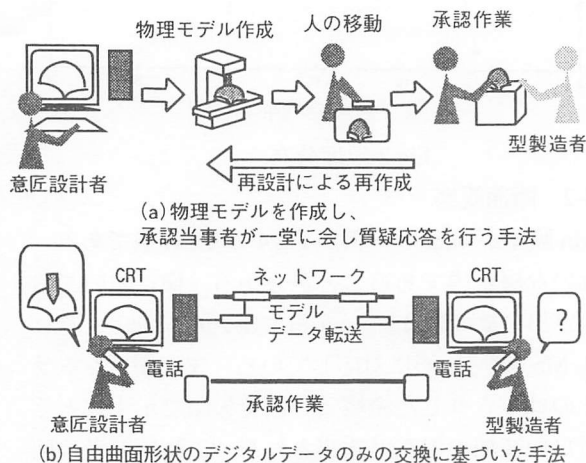 物理モデル作成
人の移動
承認作業
意匠設計者
型製造者
再設計による再作成
(a)物理モデルを作成し、
承認当事者が一堂に会し質疑応答を行う手法
CRT
ネットワーク
CRT
モデル
データ転送
?
電話
電話
意匠設計者
承認作業
型製造者
(b)自由曲面形状のデジタルデータのみの交換に基づいた手法